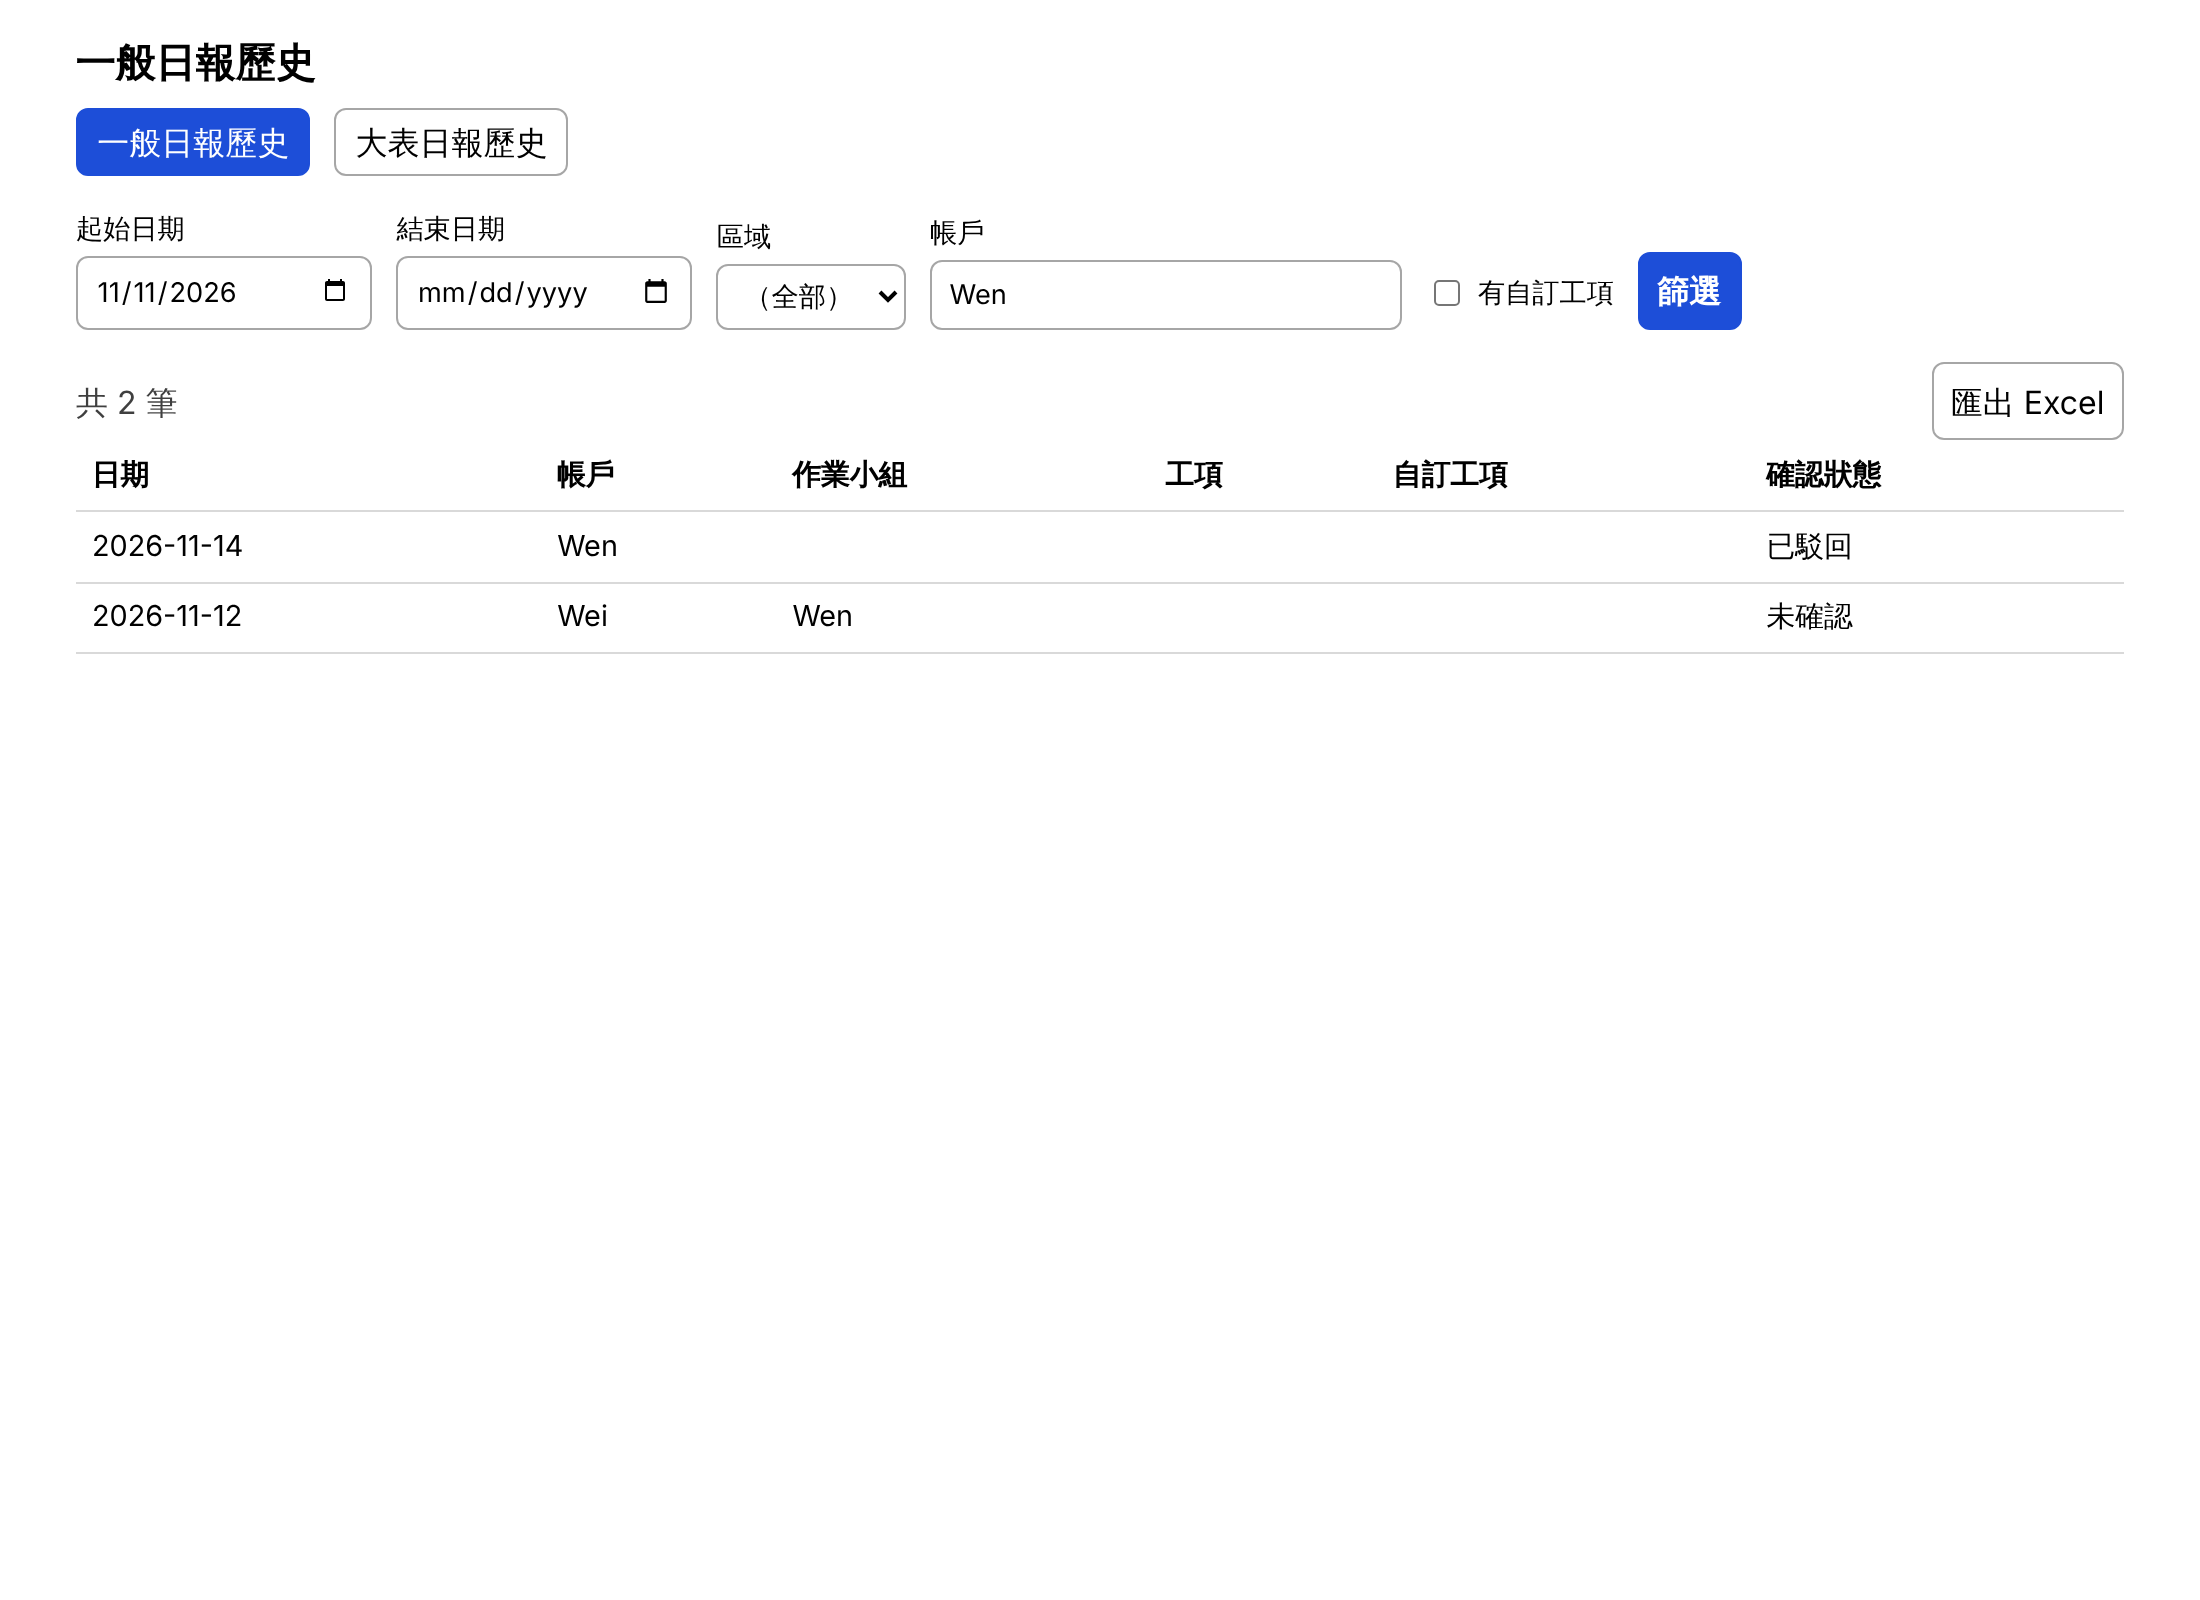 一般日報歷史
一般日報歷史 大表日報歷史
起始日期 結束日期 區域 帳戶
11/11/2026 mm/dd/yyyy （全部） Wen 有自訂工項 篩選
共 2 筆 匯出 Excel
日期 帳戶 作業小組 工項 自訂工項 確認狀態
2026-11-14 Wen 已駁回
2026-11-12 Wei Wen 未確認